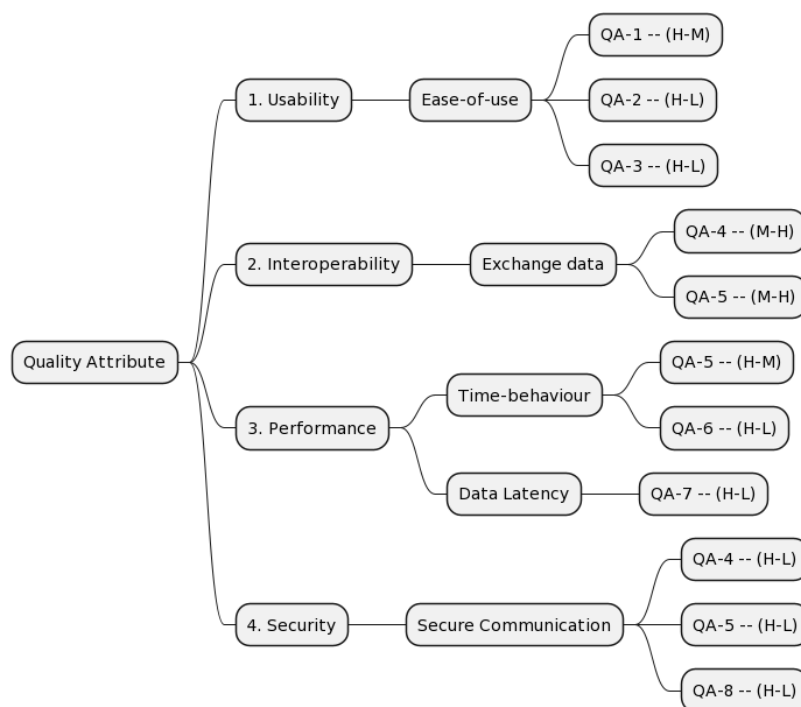 Quality Attribute
1. Usability
Ease-of-use
QA-1 -- (H-M)
QA-2 -- (H-L)
QA-3 -- (H-L)
2. Interoperability
Exchange data
QA-4 -- (M-H)
QA-5 -- (M-H)
3. Performance
Time-behaviour
QA-5 -- (H-M)
QA-6 -- (H-L)
Data Latency
QA-7 -- (H-L)
4. Security
Secure Communication
QA-4 -- (H-L)
QA-5 -- (H-L)
QA-8 -- (H-L)